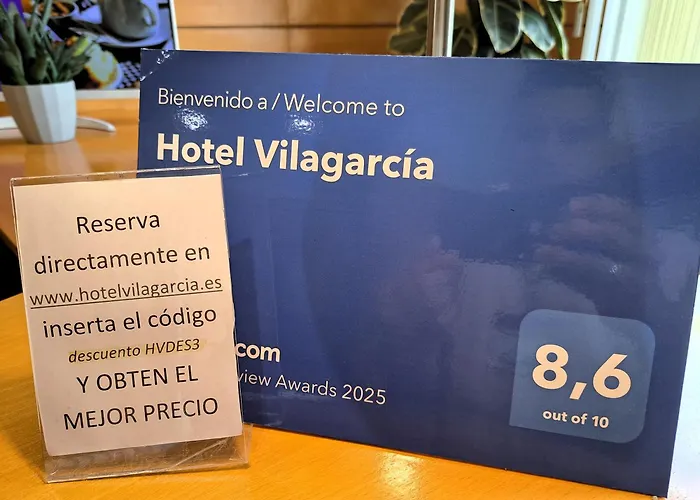 Bienvenido a / Welcome to
Hotel Vilagarcía
.com
view Awards 2025
8,6
out of 10
Reserva
directamente en
www.hotelvilagarcia.es
inserta el código
descuento HVDES3
Y OBTEN EL
MEJOR PRECIO